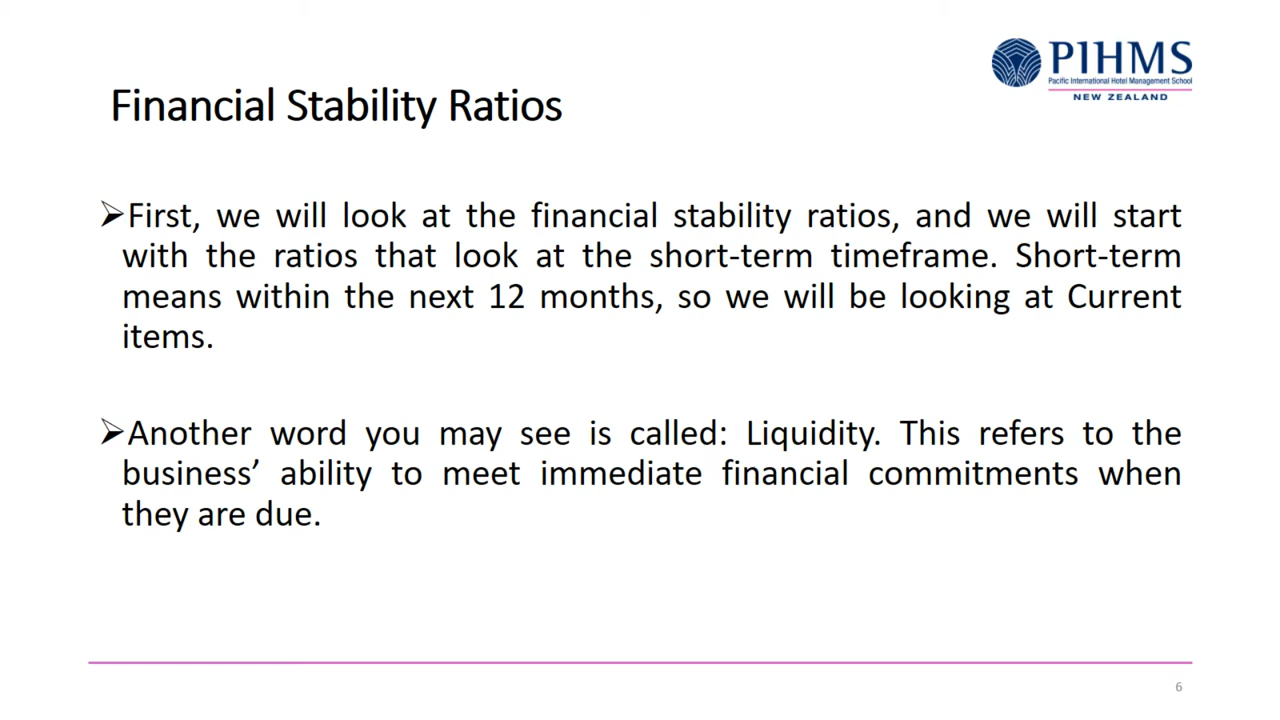 PIHMS
Pacific International Hotel Management School
NEW ZEALAND
Financial Stability Ratios
➢First, we will look at the financial stability ratios, and we will start
with the ratios that look at the short-term timeframe. Short-term
means within the next 12 months, so we will be looking at Current
items.
➢Another word you may see is called: Liquidity. This refers to the
business’ ability to meet immediate financial commitments when
they are due.
6